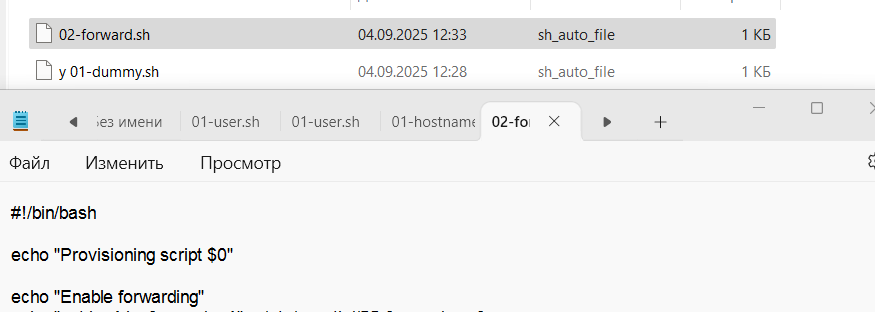 02-forward.sh 04.09.2025 12:33 sh_auto_file 1 КБ
y 01-dummy.sh 04.09.2025 12:28 sh_auto_file 1 КБ
Без имени 01-user.sh 01-user.sh 01-hostname 02-for
Файл Изменить Просмотр
#!/bin/bash
echo "Provisioning script $0"
echo "Enable forwarding"